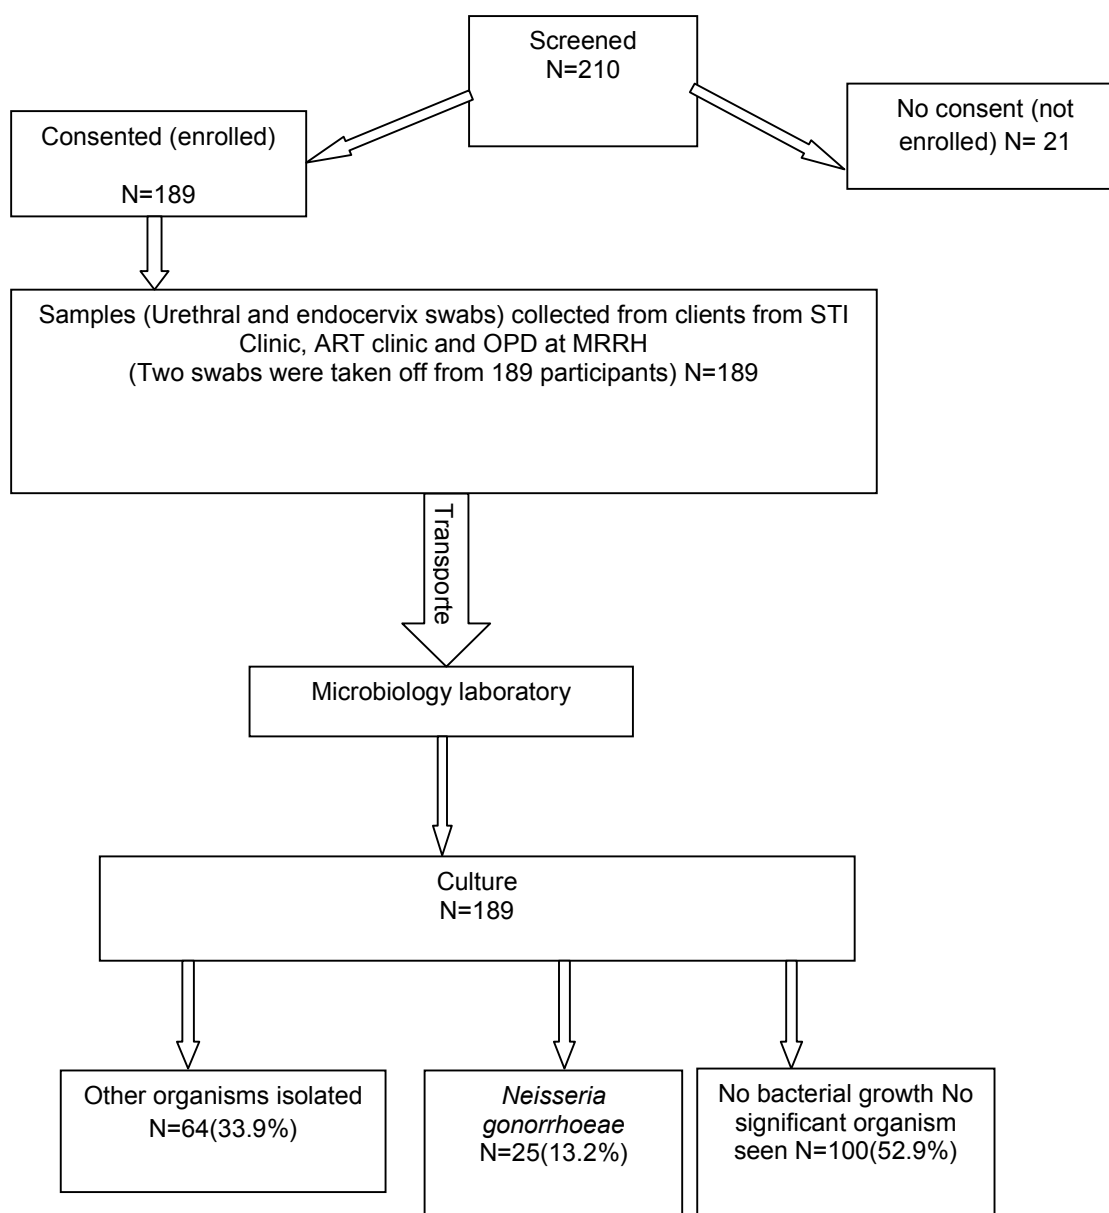 Screened
N=210
No consent (not
enrolled) N= 21
Consented (enrolled)
N=189
Samples (Urethral and endocervix swabs) collected from clients from STI
Clinic, ART clinic and OPD at MRRH
(Two swabs were taken off from 189 participants) N=189
Transporte
Microbiology laboratory
Culture
N=189
Other organisms isolated
N=64(33.9%)
Neisseria
gonorrhoeae
N=25(13.2%)
No bacterial growth No
significant organism
seen N=100(52.9%)